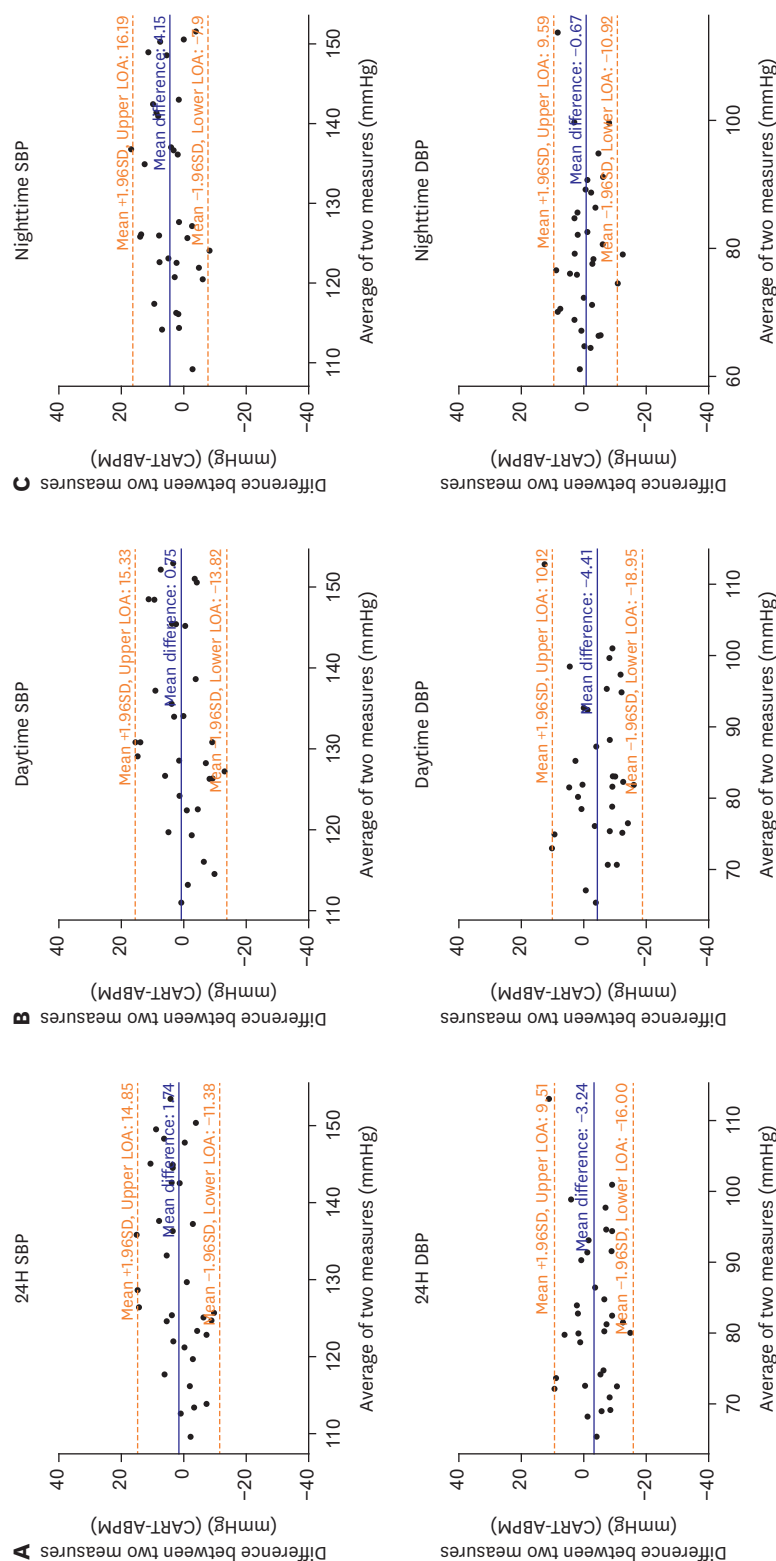 A
24H SBP
Difference between two measures
(mmHg) (CART-ABPM)
40
20
0
−20
−40
Mean +1.96SD, Upper LOA: 14.85
Mean difference: 1.74
Mean −1.96SD, Lower LOA: −11.38
110
120
130
140
150
Average of two measures (mmHg)
24H DBP
Difference between two measures
(mmHg) (CART-ABPM)
40
20
0
−20
−40
Mean +1.96SD, Upper LOA: 9.51
Mean difference: −3.24
Mean −1.96SD, Lower LOA: −16.00
70
80
90
100
110
Average of two measures (mmHg)
B
Daytime SBP
Difference between two measures
(mmHg) (CART-ABPM)
40
20
0
−20
−40
Mean +1.96SD, Upper LOA: 15.33
Mean difference: 0.75
Mean −1.96SD, Lower LOA: −13.82
110
120
130
140
150
Average of two measures (mmHg)
Daytime DBP
Difference between two measures
(mmHg) (CART-ABPM)
40
20
0
−20
−40
Mean +1.96SD, Upper LOA: 10.12
Mean difference: −4.41
Mean −1.96SD, Lower LOA: −18.95
70
80
90
100
110
Average of two measures (mmHg)
C
Nighttime SBP
Difference between two measures
(mmHg) (CART-ABPM)
40
20
0
−20
−40
Mean +1.96SD, Upper LOA: 16.19
Mean difference: 4.15
Mean −1.96SD, Lower LOA: −7.9
110
120
130
140
150
Average of two measures (mmHg)
Nighttime DBP
Difference between two measures
(mmHg) (CART-ABPM)
40
20
0
−20
−40
Mean +1.96SD, Upper LOA: 9.59
Mean difference: −0.67
Mean −1.96SD, Lower LOA: −10.92
60
80
100
Average of two measures (mmHg)